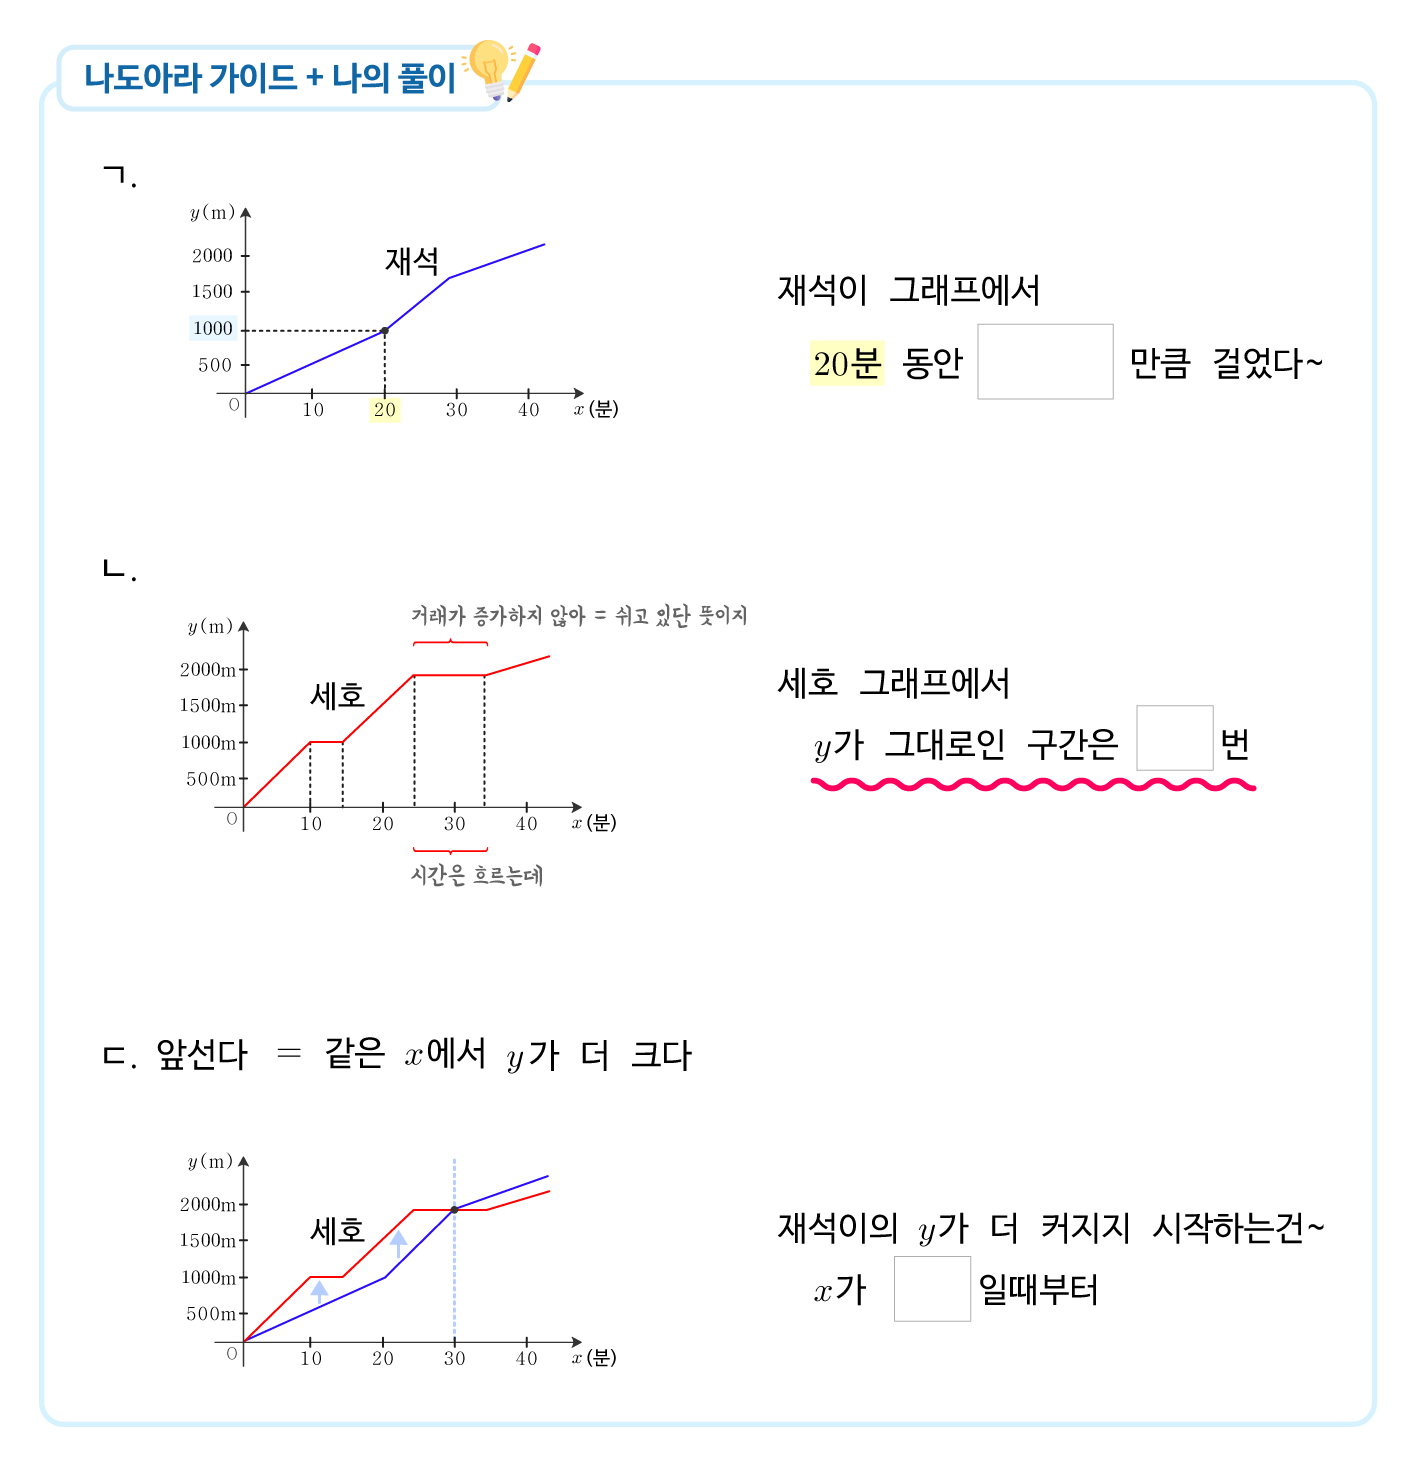 나도아라 가이드 + 나의 풀이
ㄱ.
y(m)
2000
1500
1000
500
O
10
20
30
40
x(분)
재석
재석이 그래프에서
20분 동안 만큼 걸었다~
ㄴ.
거래가 증가하지 않아 = 쉬고 있단 뜻이지
y(m)
2000m
1500m
1000m
500m
O
10
20
30
40
x(분)
세호
시간은 흐르는데
세호 그래프에서
y가 그대로인 구간은 번
ㄷ. 앞선다 = 같은 x에서 y가 더 크다
y(m)
2000m
1500m
1000m
500m
O
10
20
30
40
x(분)
세호
재석이의 y가 더 커지지 시작하는건~
x가 일때부터